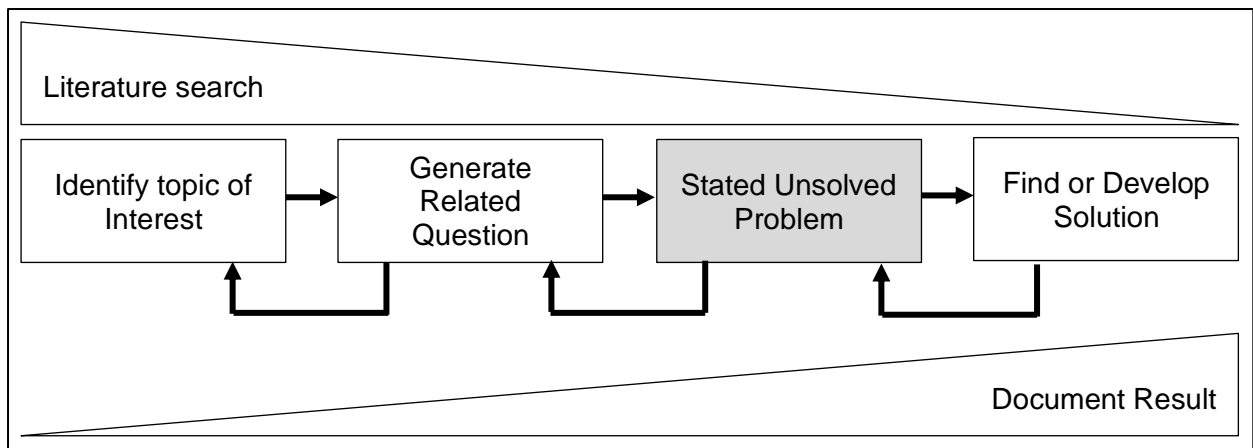 Literature search
Identify topic of
Interest
Generate
Related
Question
Stated Unsolved
Problem
Find or Develop
Solution
Document Result